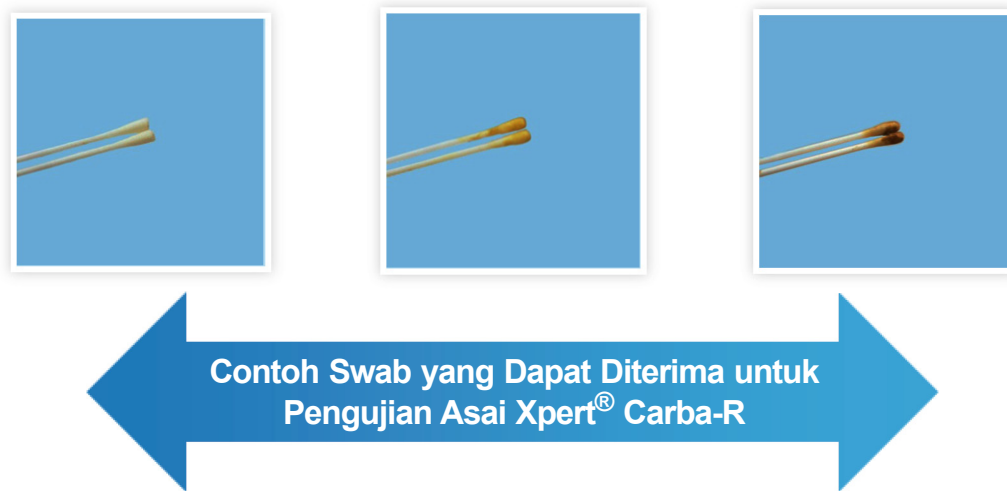 Contoh Swab yang Dapat Diterima untuk
Pengujian Asai Xpert® Carba-R